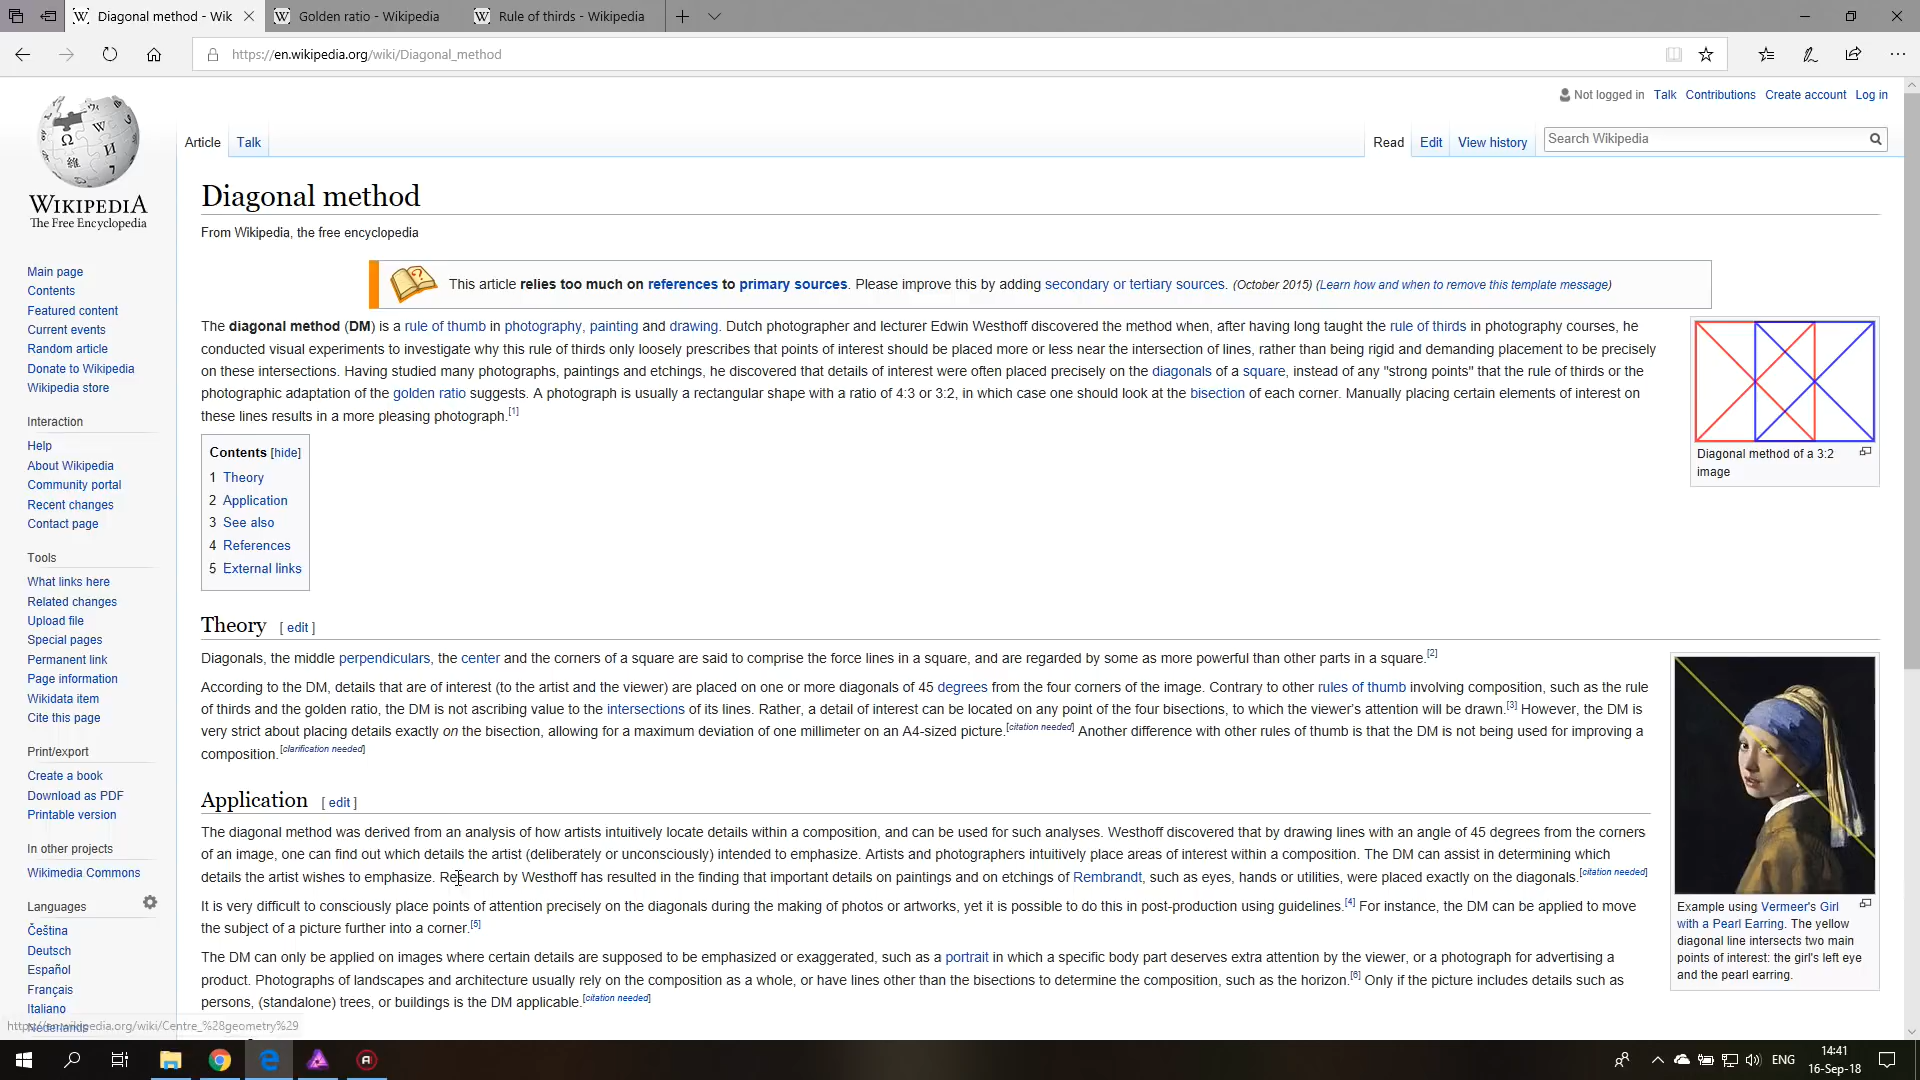 Diagonal method - Wik
Golden ratio - Wikipedia
Rule of thirds - Wikipedia
https://en.wikipedia.org/wiki/Diagonal_method
WIKIPEDIA
The Free Encyclopedia
Main page
Contents
Featured content
Current events
Random article
Donate to Wikipedia
Wikipedia store
Interaction
Help
About Wikipedia
Community portal
Recent changes
Contact page
Tools
What links here
Related changes
Upload file
Special pages
Permanent link
Page information
Wikidata item
Cite this page
Print/export
Create a book
Download as PDF
Printable version
In other projects
Wikimedia Commons
Languages
Čeština
Deutsch
Español
Français
Italiano
Nederlands
Not logged in Talk Contributions Create account Log in
Article Talk
Read Edit View history Search Wikipedia
Diagonal method
From Wikipedia, the free encyclopedia
This article relies too much on references to primary sources. Please improve this by adding secondary or tertiary sources. (October 2015) (Learn how and when to remove this template message)
The diagonal method (DM) is a rule of thumb in photography, painting and drawing. Dutch photographer and lecturer Edwin Westhoff discovered the method when, after having long taught the rule of thirds in photography courses, he
conducted visual experiments to investigate why this rule of thirds only loosely prescribes that points of interest should be placed more or less near the intersection of lines, rather than being rigid and demanding placement to be precisely
on these intersections. Having studied many photographs, paintings and etchings, he discovered that details of interest were often placed precisely on the diagonals of a square, instead of any "strong points" that the rule of thirds or the
photographic adaptation of the golden ratio suggests. A photograph is usually a rectangular shape with a ratio of 4:3 or 3:2, in which case one should look at the bisection of each corner. Manually placing certain elements of interest on
these lines results in a more pleasing photograph.[1]
Diagonal method of a 3:2
image
Contents [hide]
1 Theory
2 Application
3 See also
4 References
5 External links
Theory [ edit ]
Diagonals, the middle perpendiculars, the center and the corners of a square are said to comprise the force lines in a square, and are regarded by some as more powerful than other parts in a square.[2]
According to the DM, details that are of interest (to the artist and the viewer) are placed on one or more diagonals of 45 degrees from the four corners of the image. Contrary to other rules of thumb involving composition, such as the rule
of thirds and the golden ratio, the DM is not ascribing value to the intersections of its lines. Rather, a detail of interest can be located on any point of the four bisections, to which the viewer's attention will be drawn.[3] However, the DM is
very strict about placing details exactly on the bisection, allowing for a maximum deviation of one millimeter on an A4-sized picture.[citation needed] Another difference with other rules of thumb is that the DM is not being used for improving a
composition.[clarification needed]
Application [ edit ]
The diagonal method was derived from an analysis of how artists intuitively locate details within a composition, and can be used for such analyses. Westhoff discovered that by drawing lines with an angle of 45 degrees from the corners
of an image, one can find out which details the artist (deliberately or unconsciously) intended to emphasize. Artists and photographers intuitively place areas of interest within a composition. The DM can assist in determining which
details the artist wishes to emphasize. Research by Westhoff has resulted in the finding that important details on paintings and on etchings of Rembrandt, such as eyes, hands or utilities, were placed exactly on the diagonals.[citation needed]
It is very difficult to consciously place points of attention precisely on the diagonals during the making of photos or artworks, yet it is possible to do this in post-production using guidelines.[4] For instance, the DM can be applied to move
the subject of a picture further into a corner.[5]
The DM can only be applied on images where certain details are supposed to be emphasized or exaggerated, such as a portrait in which a specific body part deserves extra attention by the viewer, or a photograph for advertising a
product. Photographs of landscapes and architecture usually rely on the composition as a whole, or have lines other than the bisections to determine the composition, such as the horizon.[6] Only if the picture includes details such as
persons, (standalone) trees, or buildings is the DM applicable.[citation needed]
Example using Vermeer's Girl
with a Pearl Earring. The yellow
diagonal line intersects two main
points of interest: the girl's left eye
and the pearl earring.
https://en.wikipedia.org/wiki/Centre_%28geometry%29
ENG
14:41
16-Sep-18